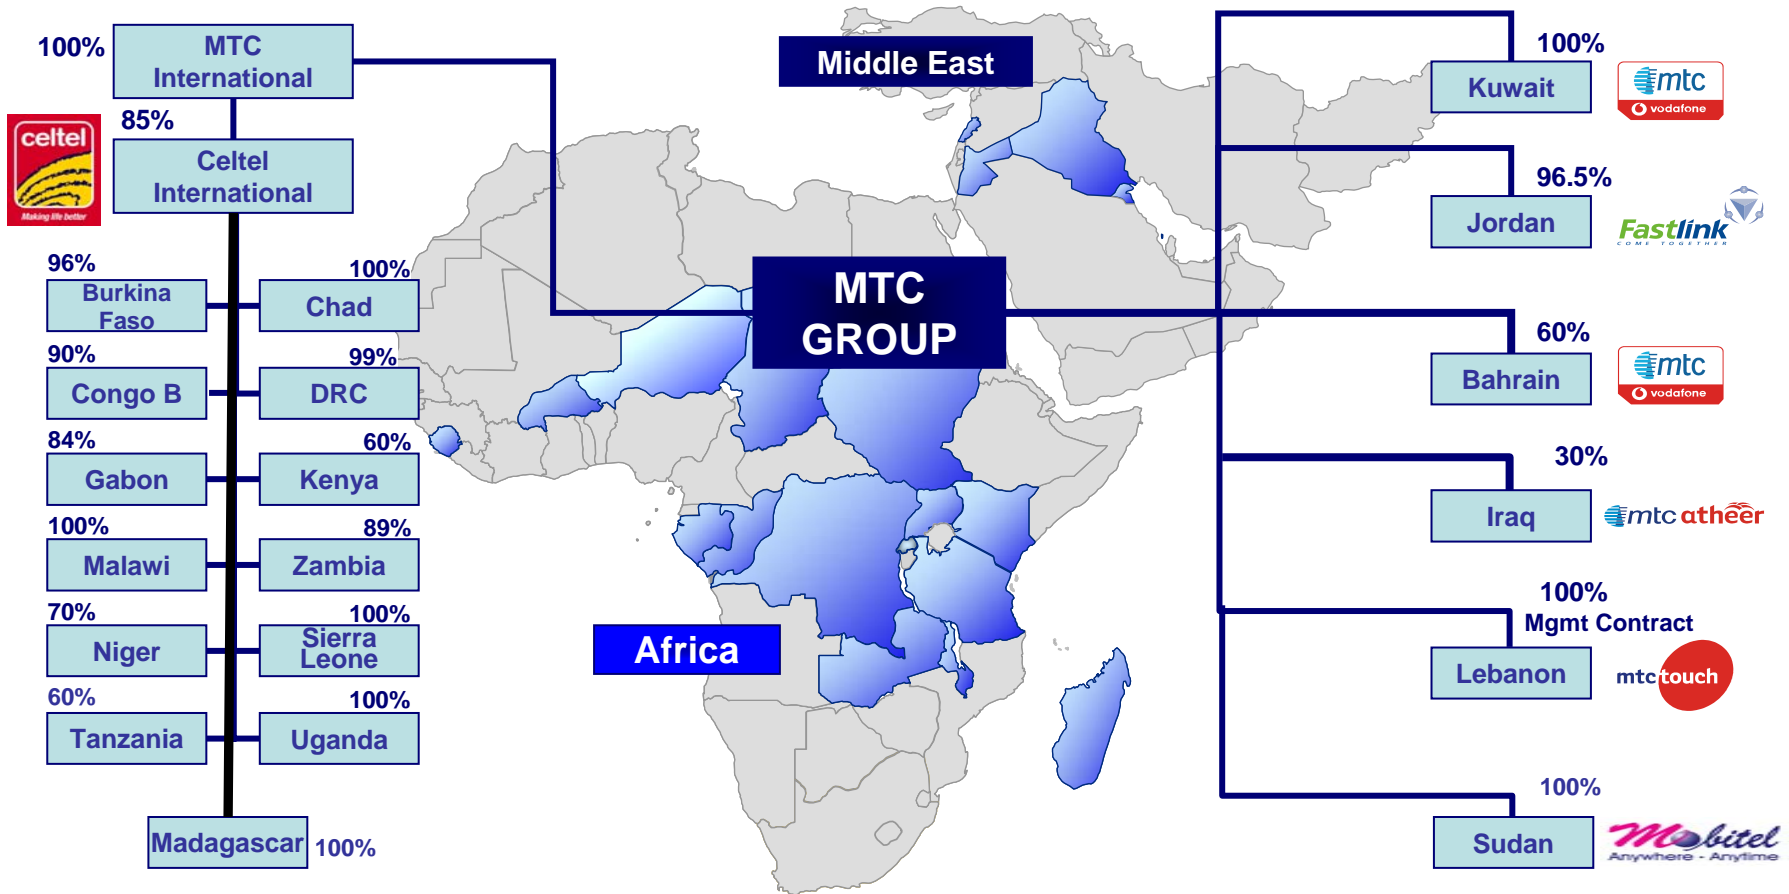 100%
MTC
International
85%
celtel
Making life better
Celtel
International
96%
Burkina
Faso
100%
Chad
90%
Congo B
99%
DRC
84%
Gabon
60%
Kenya
100%
Malawi
89%
Zambia
70%
Niger
100%
Sierra
Leone
60%
Tanzania
100%
Uganda
Madagascar
100%
Middle East
MTC
GROUP
Africa
100%
Kuwait
mtc
vodafone
96.5%
Jordan
Fastlink
COME TOGETHER
60%
Bahrain
mtc
vodafone
30%
Iraq
mtc atheer
100%
Mgmt Contract
Lebanon
mtc touch
100%
Sudan
Mobitel
Anywhere - Anytime